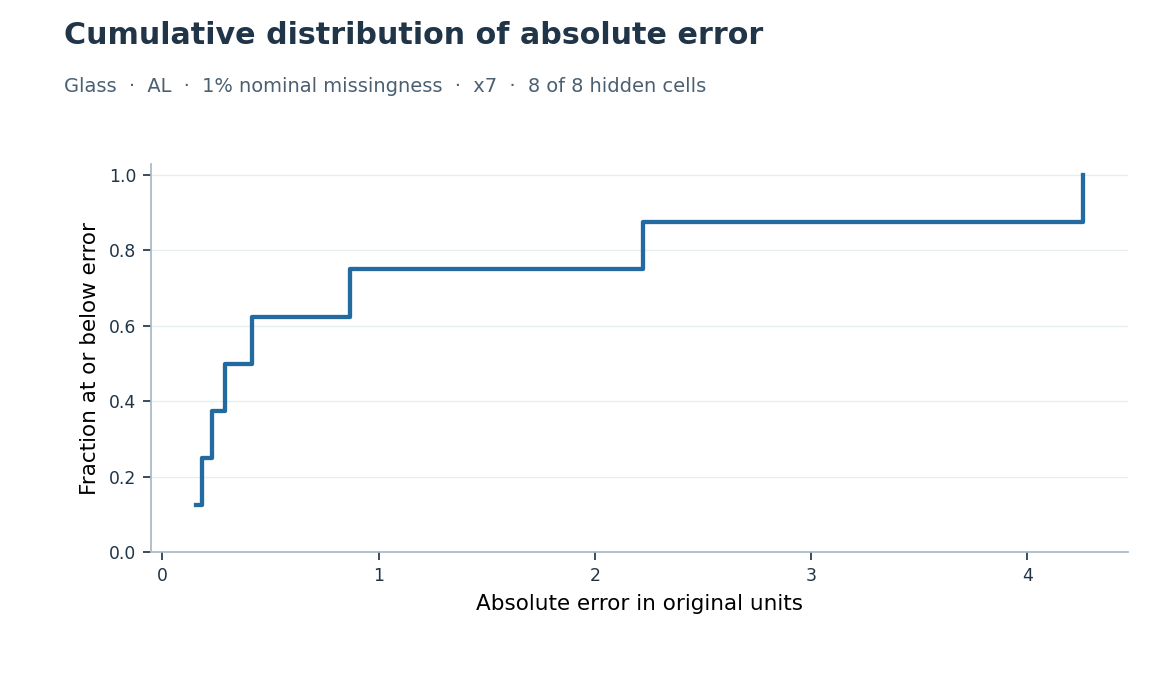 Cumulative distribution of absolute error
Glass · AL · 1% nominal missingness · x7 · 8 of 8 hidden cells
Fraction at or below error
1.0
0.8
0.6
0.4
0.2
0.0
0 1 2 3 4
Absolute error in original units